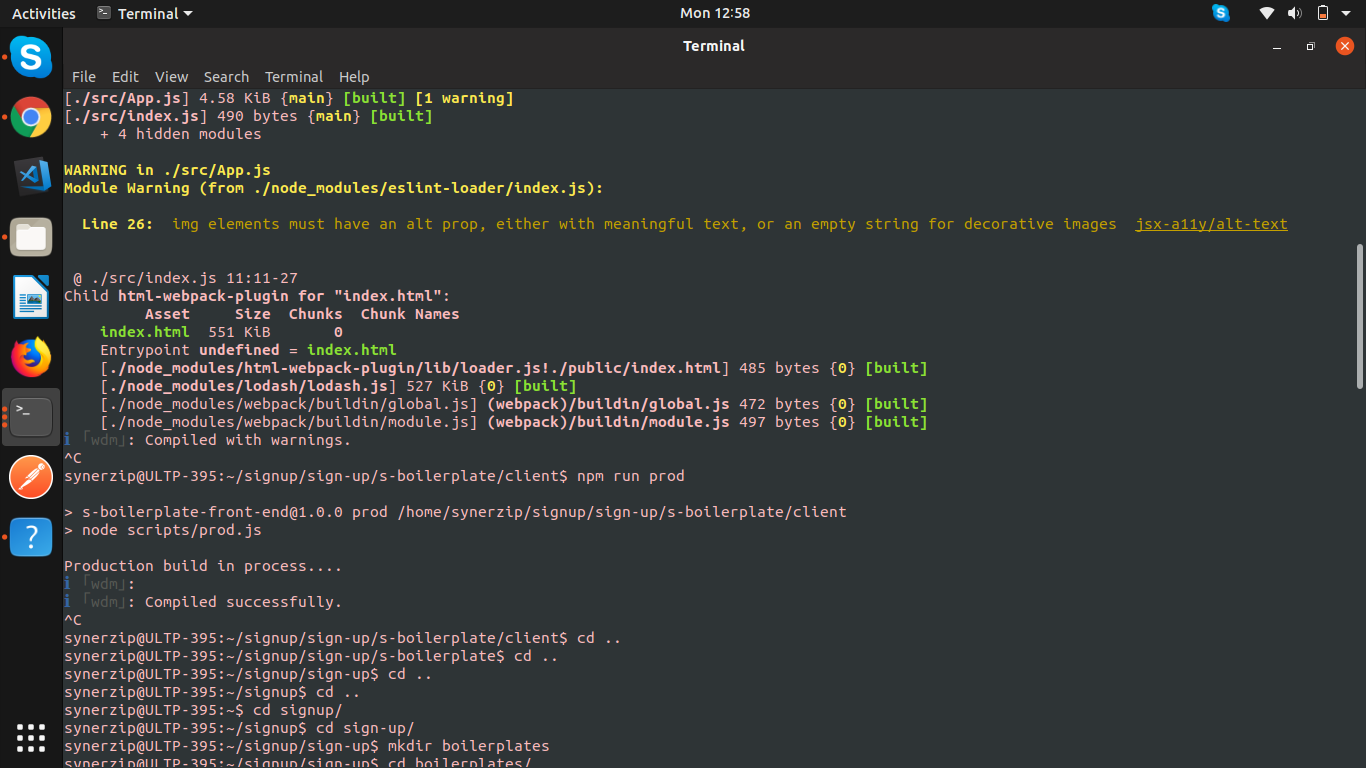 Activities
Terminal
Mon 12:58
Terminal
File Edit View Search Terminal Help
[./src/App.js] 4.58 KiB {main} [built] [1 warning]
[./src/index.js] 490 bytes {main} [built]
+ 4 hidden modules
WARNING in ./src/App.js
Module Warning (from ./node_modules/eslint-loader/index.js):
Line 26:  img elements must have an alt prop, either with meaningful text, or an empty string for decorative images  jsx-a11y/alt-text
@ ./src/index.js 11:11-27
Child html-webpack-plugin for "index.html":
Asset     Size  Chunks  Chunk Names
index.html  551 KiB       0
Entrypoint undefined = index.html
[./node_modules/html-webpack-plugin/lib/loader.js!./public/index.html] 485 bytes {0} [built]
[./node_modules/lodash/lodash.js] 527 KiB {0} [built]
[./node_modules/webpack/buildin/global.js] (webpack)/buildin/global.js 472 bytes {0} [built]
[./node_modules/webpack/buildin/module.js] (webpack)/buildin/module.js 497 bytes {0} [built]
ℹ ｢wdm｣: Compiled with warnings.
^C
synerzip@ULTP-395:~/signup/sign-up/s-boilerplate/client$ npm run prod
> s-boilerplate-front-end@1.0.0 prod /home/synerzip/signup/sign-up/s-boilerplate/client
> node scripts/prod.js
Production build in process....
ℹ ｢wdm｣:
ℹ ｢wdm｣: Compiled successfully.
^C
synerzip@ULTP-395:~/signup/sign-up/s-boilerplate/client$ cd ..
synerzip@ULTP-395:~/signup/sign-up/s-boilerplate$ cd ..
synerzip@ULTP-395:~/signup/sign-up$ cd ..
synerzip@ULTP-395:~/signup$ cd ..
synerzip@ULTP-395:~$ cd signup/
synerzip@ULTP-395:~/signup$ cd sign-up/
synerzip@ULTP-395:~/signup/sign-up$ mkdir boilerplates
synerzip@ULTP-395:~/signup/sign-up$ cd boilerplates/